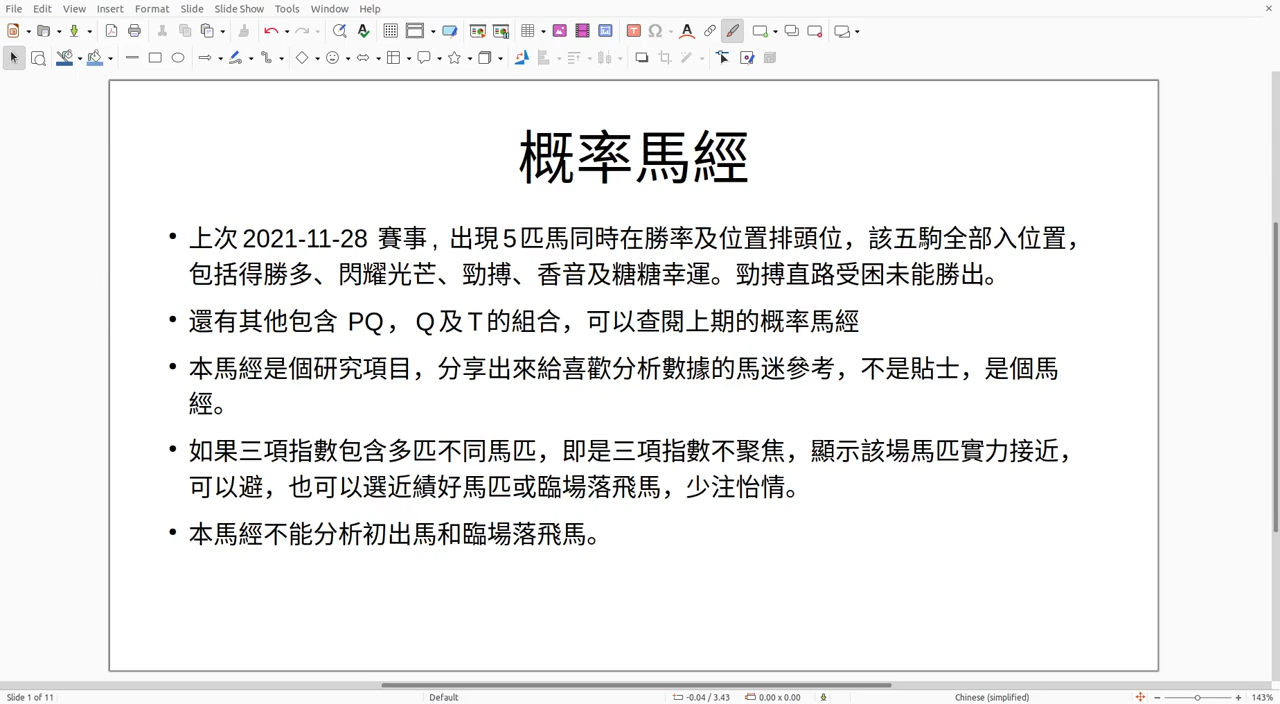 File Edit View Insert Format Slide Slide Show Tools Window Help
概率馬經
• 上次 2021-11-28 賽事, 出現 5 匹馬同時在勝率及位置排頭位，該五駒全部入位置，
包括得勝多、閃耀光芒、勁搏、香音及糖糖幸運。勁搏直路受困未能勝出。
• 還有其他包含 PQ， Q 及 T 的組合，可以查閱上期的概率馬經
• 本馬經是個研究項目，分享出來給喜歡分析數據的馬迷參考，不是貼士，是個馬
經。
• 如果三項指數包含多匹不同馬匹，即是三項指數不聚焦，顯示該場馬匹實力接近，
可以避，也可以選近績好馬匹或臨場落飛馬，少注怡情。
• 本馬經不能分析初出馬和臨場落飛馬。
Slide 1 of 11 Default -0.04 / 3.43 0.00 x 0.00 Chinese (simplified) 143%